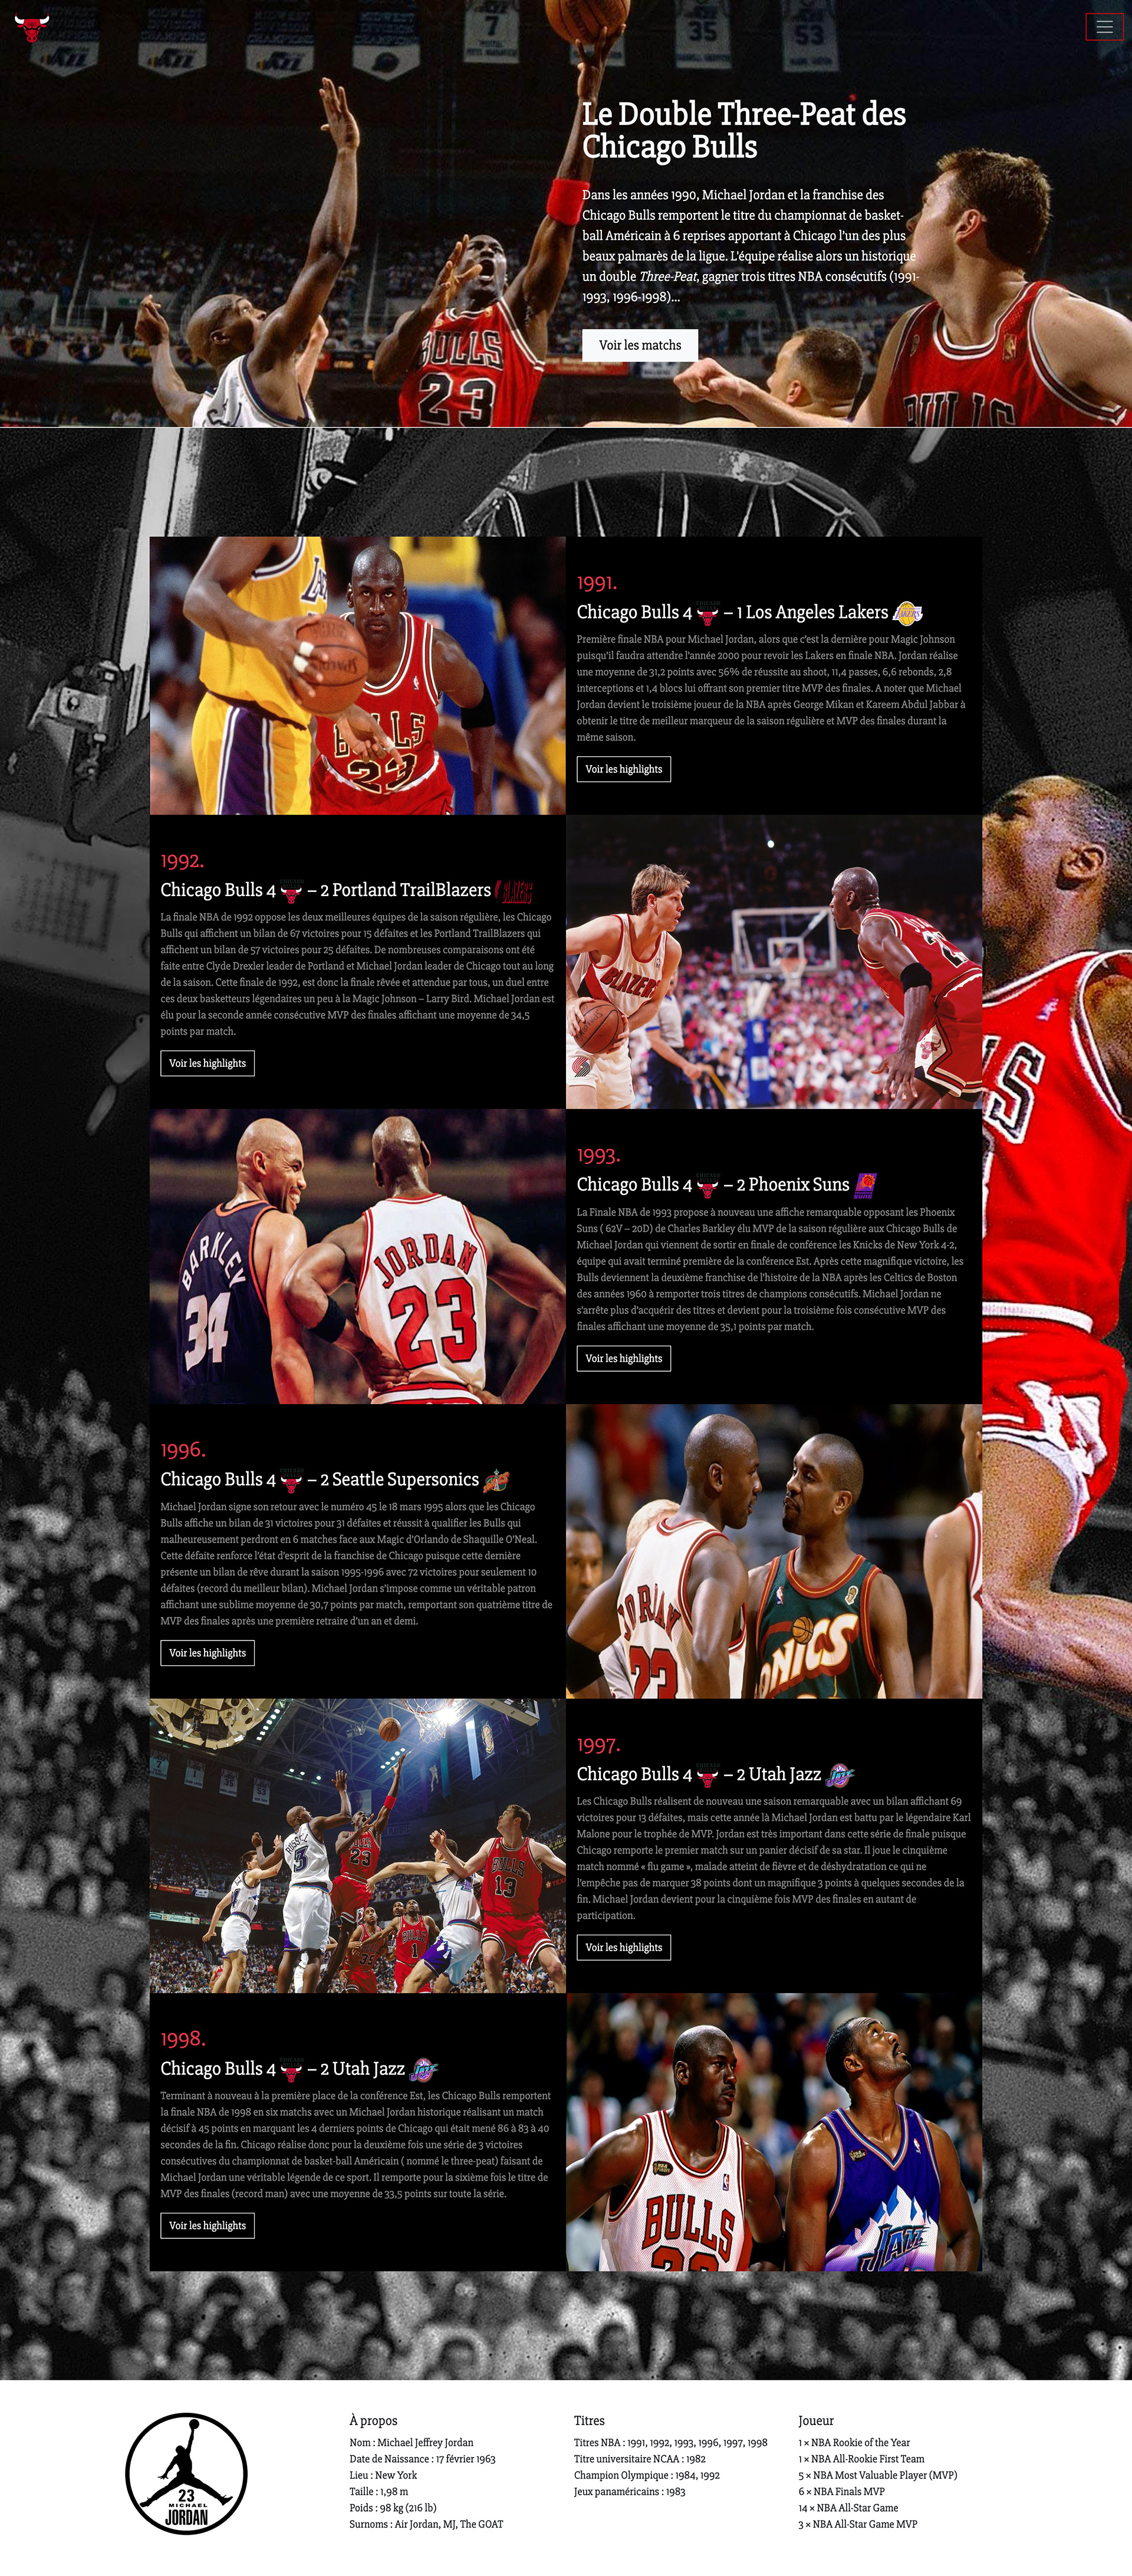 7
35
53
Le Double Three-Peat des
Chicago Bulls
Dans les années 1990, Michael Jordan et la franchise des
Chicago Bulls remportent le titre du championnat de basket-
ball Américain à 6 reprises apportant à Chicago l'un des plus
beaux palmarès de la ligue. L'équipe réalise alors un historique
un double Three-Peat, gagner trois titres NBA consécutifs (1991-
1993, 1996-1998)...
Voir les matchs
BULLS
23
BULLS
1991.
Chicago Bulls 4 – 1 Los Angeles Lakers
Première finale NBA pour Michael Jordan, alors que c'est la dernière pour Magic Johnson
puisqu'il faudra attendre l'année 2000 pour revoir les Lakers en finale NBA. Jordan réalise
une moyenne de 31,2 points avec 56% de réussite au shoot, 11,4 passes, 6,6 rebonds, 2,8
interceptions et 1,4 blocs lui offrant son premier titre MVP des finales. A noter que Michael
Jordan devient le troisième joueur de la NBA après George Mikan et Kareem Abdul Jabbar à
obtenir le titre de meilleur marqueur de la saison régulière et MVP des finales durant la
même saison.
Voir les highlights
BULLS
23
1992.
Chicago Bulls 4 – 2 Portland TrailBlazers BLAZERS
La finale NBA de 1992 oppose les deux meilleures équipes de la saison régulière, les Chicago
Bulls qui affichent un bilan de 67 victoires pour 15 défaites et les Portland TrailBlazers qui
affichent un bilan de 57 victoires pour 25 défaites. De nombreuses comparaisons ont été
faite entre Clyde Drexler leader de Portland et Michael Jordan leader de Chicago tout au long
de la saison. Cette finale de 1992, est donc la finale rêvée et attendue par tous, un duel entre
ces deux basketteurs légendaires un peu à la Magic Johnson – Larry Bird. Michael Jordan est
élu pour la seconde année consécutive MVP des finales affichant une moyenne de 34,5
points par match.
Voir les highlights
BLAZERS
BARKLEY
34
JORDAN
23
1993.
Chicago Bulls 4 – 2 Phoenix Suns
La Finale NBA de 1993 propose à nouveau une affiche remarquable opposant les Phoenix
Suns ( 62V – 20D) de Charles Barkley élu MVP de la saison régulière aux Chicago Bulls de
Michael Jordan qui viennent de sortir en finale de conférence les Knicks de New York 4-2,
équipe qui avait terminé première de la conférence Est. Après cette magnifique victoire, les
Bulls deviennent la deuxième franchise de l'histoire de la NBA après les Celtics de Boston
des années 1960 à remporter trois titres de champions consécutifs. Michael Jordan ne
s'arrête plus d'acquérir des titres et devient pour la troisième fois consécutive MVP des
finales affichant une moyenne de 35,1 points par match.
Voir les highlights
1996.
Chicago Bulls 4 – 2 Seattle Supersonics
Michael Jordan signe son retour avec le numéro 45 le 18 mars 1995 alors que les Chicago
Bulls affiche un bilan de 31 victoires pour 31 défaites et réussit à qualifier les Bulls qui
malheureusement perdront en 6 matches face aux Magic d'Orlando de Shaquille O'Neal.
Cette défaite renforce l'état d'esprit de la franchise de Chicago puisque cette dernière
présente un bilan de rêve durant la saison 1995-1996 avec 72 victoires pour seulement 10
défaites (record du meilleur bilan). Michael Jordan s'impose comme un véritable patron
affichant une sublime moyenne de 30,7 points par match, remportant son quatrième titre de
MVP des finales après une première retraire d'un an et demi.
Voir les highlights
ORDAN
23
ONICS
1997.
Chicago Bulls 4 – 2 Utah Jazz
Les Chicago Bulls réalisent de nouveau une saison remarquable avec un bilan affichant 69
victoires pour 13 défaites, mais cette année là Michael Jordan est battu par le légendaire Karl
Malone pour le trophée de MVP. Jordan est très important dans cette série de finale puisque
Chicago remporte le premier match sur un panier décisif de sa star. Il joue le cinquième
match nommé « flu game », malade atteint de fièvre et de déshydratation ce qui ne
l'empêche pas de marquer 38 points dont un magnifique 3 points à quelques secondes de la
fin. Michael Jordan devient pour la cinquième fois MVP des finales en autant de
participation.
Voir les highlights
RUSSELL
3
23
BULLS
13
1998.
Chicago Bulls 4 – 2 Utah Jazz
Terminant à nouveau à la première place de la conférence Est, les Chicago Bulls remportent
la finale NBA de 1998 en six matchs avec un Michael Jordan historique réalisant un match
décisif à 45 points en marquant les 4 derniers points de Chicago qui était mené 86 à 83 à 40
secondes de la fin. Chicago réalise donc pour la deuxième fois une série de 3 victoires
consécutives du championnat de basket-ball Américain ( nommé le three-peat) faisant de
Michael Jordan une véritable légende de ce sport. Il remporte pour la sixième fois le titre de
MVP des finales (record man) avec une moyenne de 33,5 points sur toute la série.
Voir les highlights
BULLS
JAZZ
23
MICHAEL
JORDAN
À propos
Nom : Michael Jeffrey Jordan
Date de Naissance : 17 février 1963
Lieu : New York
Taille : 1,98 m
Poids : 98 kg (216 lb)
Surnoms : Air Jordan, MJ, The GOAT
Titres
Titres NBA : 1991, 1992, 1993, 1996, 1997, 1998
Titre universitaire NCAA : 1982
Champion Olympique : 1984, 1992
Jeux panaméricains : 1983
Joueur
1 × NBA Rookie of the Year
1 × NBA All-Rookie First Team
5 × NBA Most Valuable Player (MVP)
6 × NBA Finals MVP
14 × NBA All-Star Game
3 × NBA All-Star Game MVP